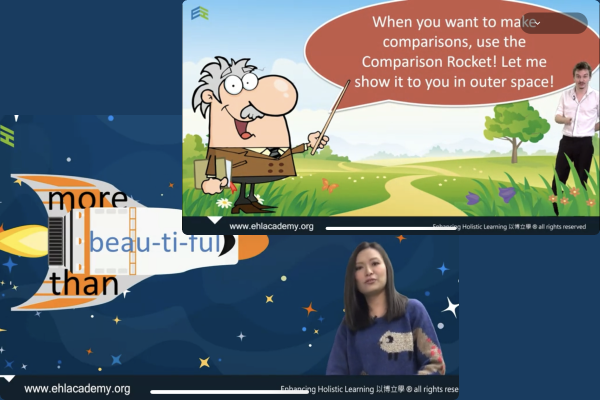 When you want to make
comparisons, use the
Comparison Rocket! Let me
show it to you in outer space!
www.ehlacademy.org
Enhancing Holistic Learning 以博立學 ® all rights reserved
more
beau-ti-ful
than
www.ehlacademy.org
Enhancing Holistic Learning 以博立學 ® all rights rese